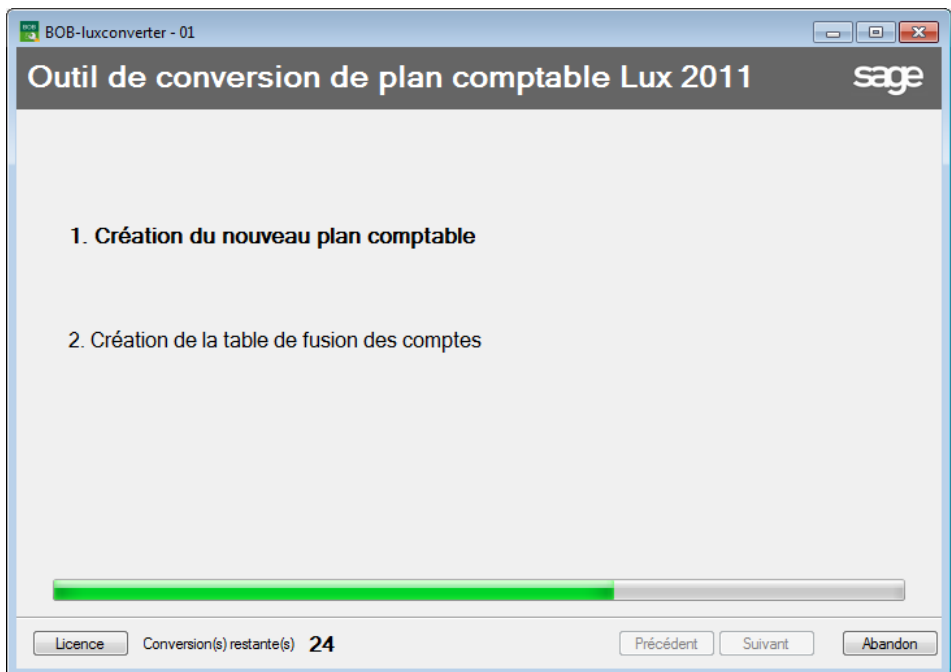 BOB-luxconverter - 01
Outil de conversion de plan comptable Lux 2011 sage
1. Création du nouveau plan comptable
2. Création de la table de fusion des comptes
Licence Conversion(s) restante(s) 24 Précédent Suivant Abandon